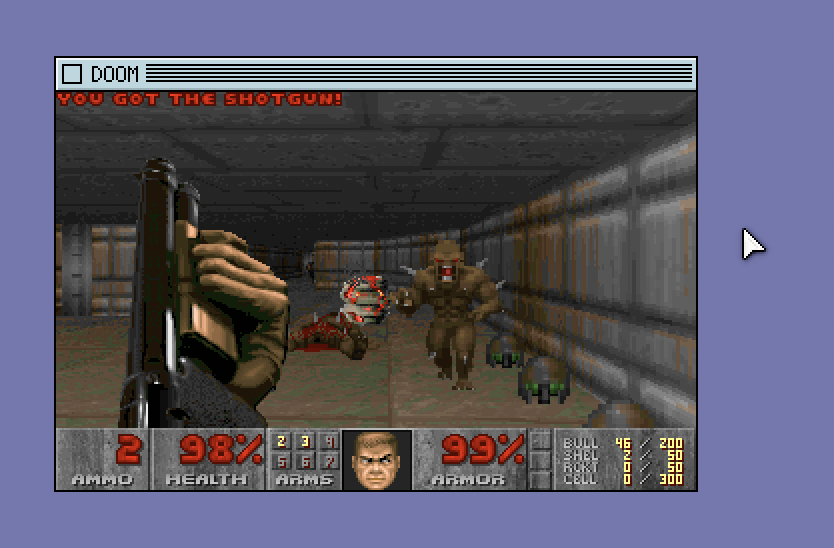 DOOM
YOU GOT THE SHOTGUN!
2 98% 2 3 4 99% BULL 46 / 200
5 6 7 SHEL 2 / 50
RCKT 0 / 50
AMMO HEALTH ARMS ARMOR CELL 0 / 300